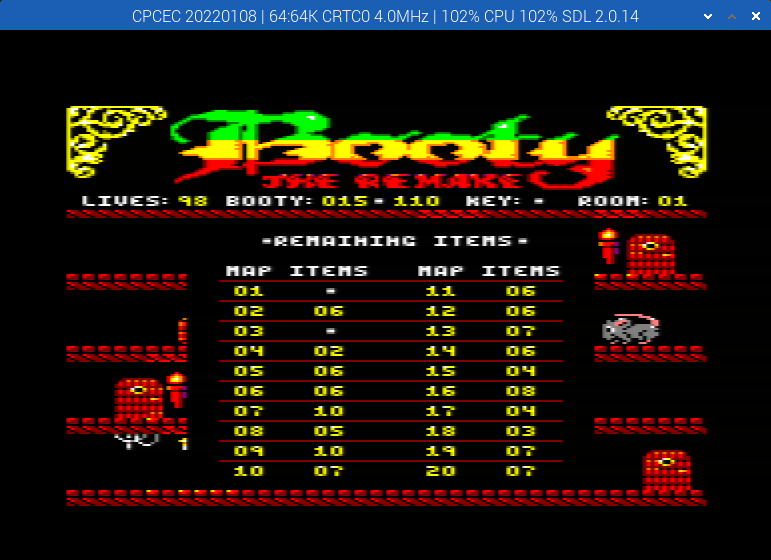 CPCEC 20220108 | 64:64K CRTC0 4.0MHz | 102% CPU 102% SDL 2.0.14
Booty
THE REMAKE
LIVES: 98 BOOTY: 015-110 KEY: - ROOM: 01
-REMAINING ITEMS-
MAP ITEMS MAP ITEMS
01 - 11 06
02 06 12 06
03 - 13 07
04 02 14 06
05 06 15 04
06 06 16 08
07 10 17 04
08 05 18 03
09 10 19 07
10 07 20 07
1